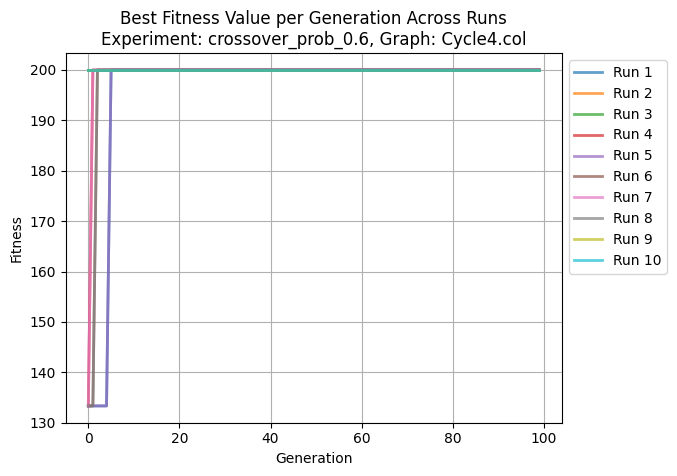 Best Fitness Value per Generation Across Runs
Experiment: crossover_prob_0.6, Graph: Cycle4.col
Fitness
200
190
180
170
160
150
140
130
0
20
40
60
80
100
Generation
Run 1
Run 2
Run 3
Run 4
Run 5
Run 6
Run 7
Run 8
Run 9
Run 10